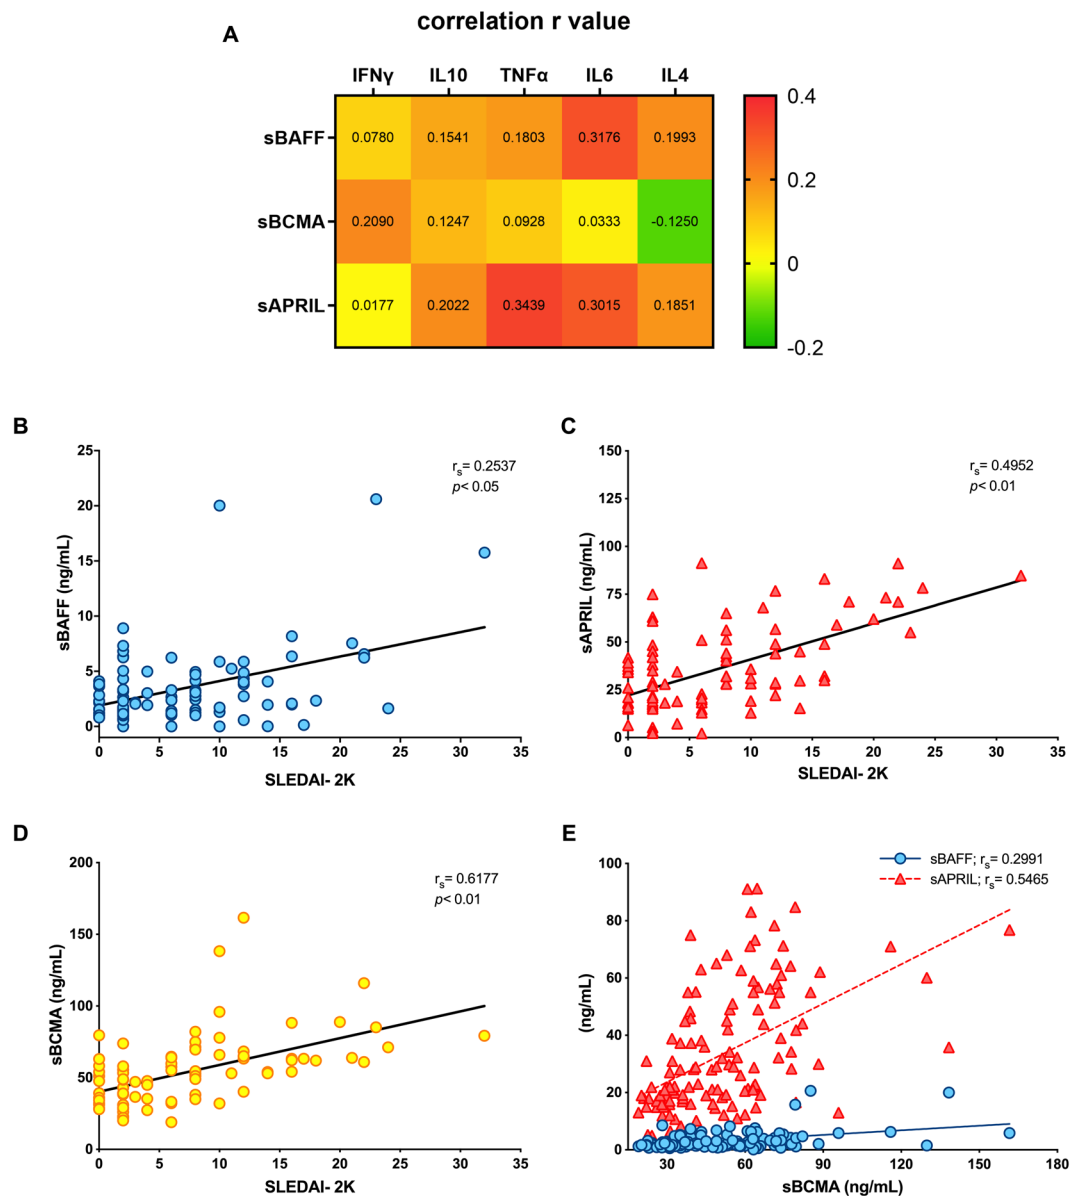 correlation r value
A
IFNγ IL10 TNFα IL6 IL4
sBAFF 0.0780 0.1541 0.1803 0.3176 0.1993
sBCMA 0.2090 0.1247 0.0928 0.0333 -0.1250
sAPRIL 0.0177 0.2022 0.3439 0.3015 0.1851
0.4
0.2
0
-0.2
B
sBAFF (ng/mL)
25
20
15
10
5
0
rs= 0.2537
p< 0.05
0 5 10 15 20 25 30 35
SLEDAI- 2K
C
sAPRIL (ng/mL)
150
125
100
75
50
25
0
rs= 0.4952
p< 0.01
0 5 10 15 20 25 30 35
SLEDAI- 2K
D
sBCMA (ng/mL)
200
150
100
50
0
rs= 0.6177
p< 0.01
0 5 10 15 20 25 30 35
SLEDAI- 2K
E
(ng/mL)
100
80
60
40
20
0
sBAFF; rs= 0.2991
sAPRIL; rs= 0.5465
30 60 90 120 150 180
sBCMA (ng/mL)